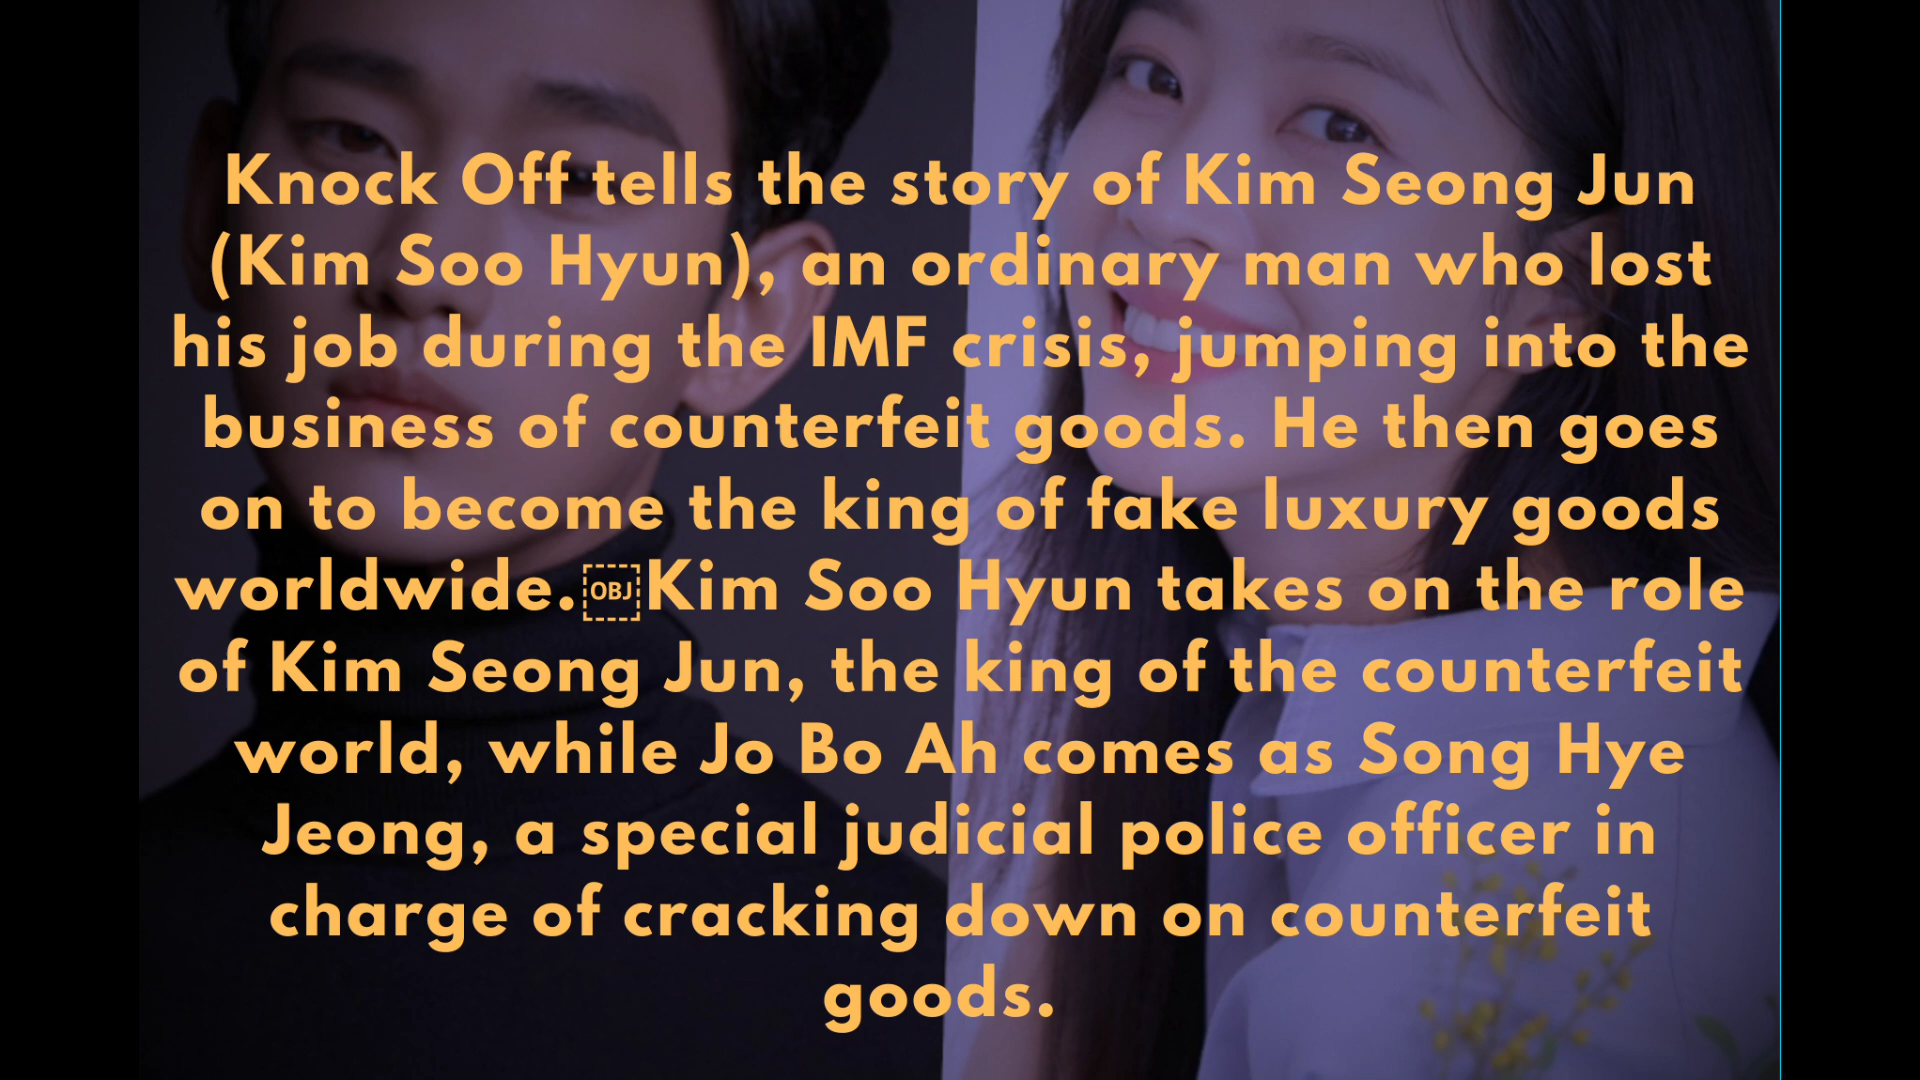 Knock Off tells the story of Kim Seong Jun
(Kim Soo Hyun), an ordinary man who lost
his job during the IMF crisis, jumping into the
business of counterfeit goods. He then goes
on to become the king of fake luxury goods
worldwide.OBJKim Soo Hyun takes on the role
of Kim Seong Jun, the king of the counterfeit
world, while Jo Bo Ah comes as Song Hye
Jeong, a special judicial police officer in
charge of cracking down on counterfeit
goods.